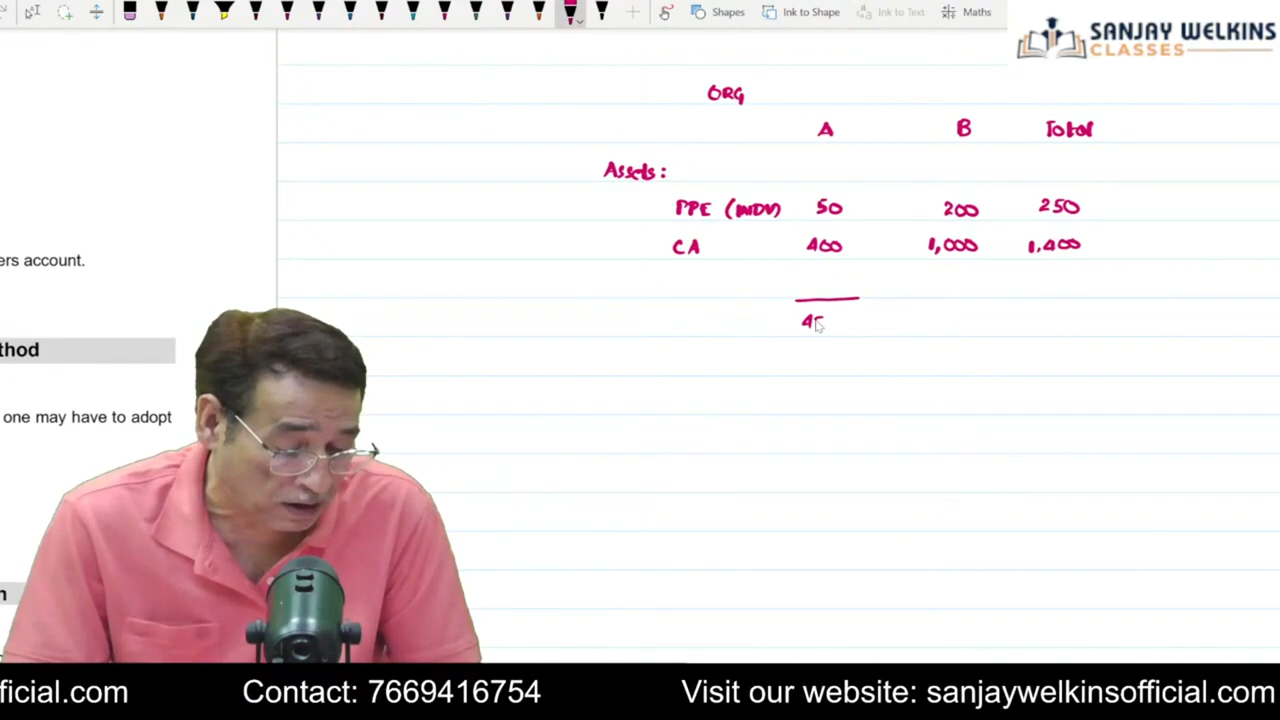 Shapes Ink to Shape Ink to Text Maths
SANJAY WELKINS
CLASSES
ORG
A B Total
Assets:
PPE (WDV) 50 200 250
CA 400 1,000 1,400
45
ers account.
thod
one may have to adopt
n
ficial.com Contact: 7669416754 Visit our website: sanjaywelkinsofficial.com